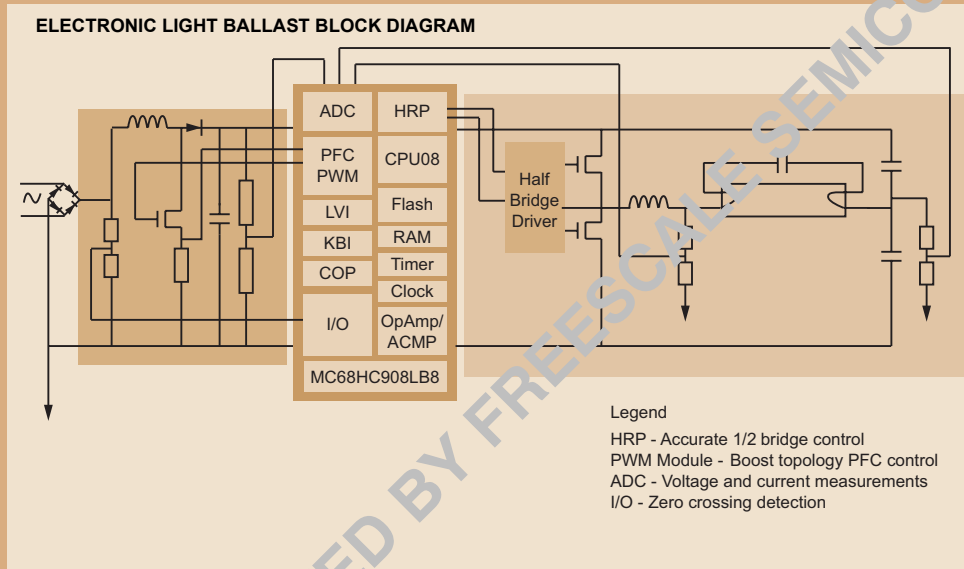 ELECTRONIC LIGHT BALLAST BLOCK DIAGRAM
ADC
HRP
PFC
PWM
CPU08
LVI
Flash
KBI
RAM
COP
Timer
Clock
I/O
OpAmp/
ACMP
MC68HC908LB8
Half
Bridge
Driver
Legend
HRP - Accurate 1/2 bridge control
PWM Module - Boost topology PFC control
ADC - Voltage and current measurements
I/O - Zero crossing detection
ED BY FREESCALE SEMICO